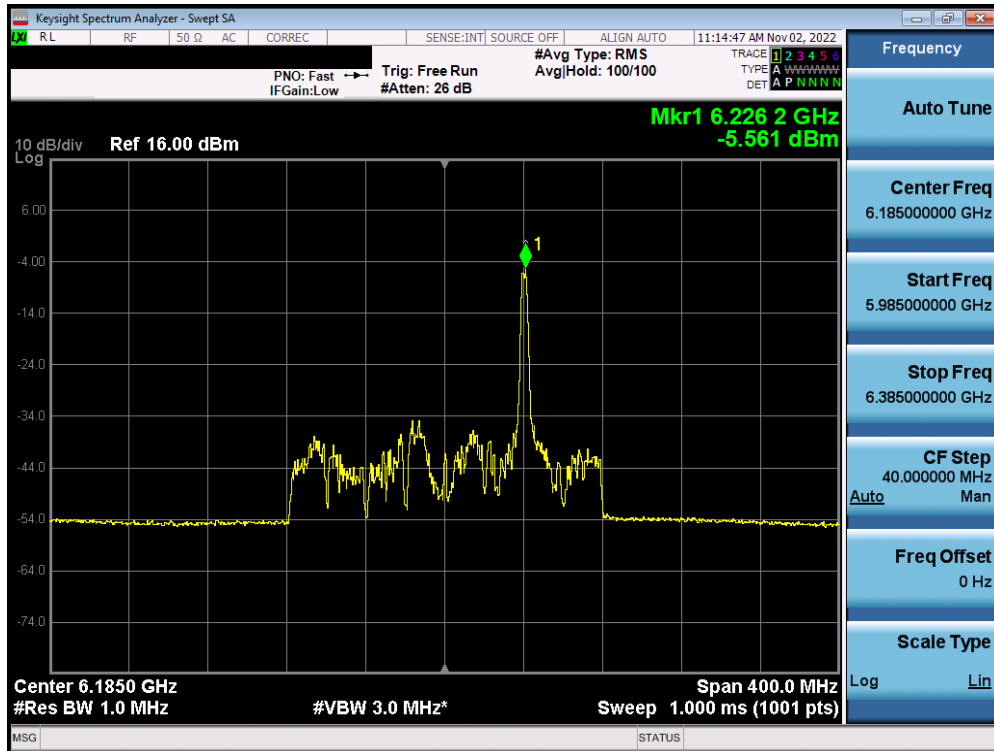 Keysight Spectrum Analyzer - Swept SA
LXI RL RF 50 Ω AC CORREC SENSE:INT SOURCE OFF ALIGN AUTO 11:14:47 AM Nov 02, 2022
PNO: Fast
IFGain:Low
Trig: Free Run
#Atten: 26 dB
#Avg Type: RMS
Avg|Hold: 100/100
TRACE 1 2 3 4 5 6
TYPE A WWWWW
DET A P N N N N
Mkr1 6.226 2 GHz
-5.561 dBm
10 dB/div Ref 16.00 dBm
Log
1
6.00
-4.00
-14.0
-24.0
-34.0
-44.0
-54.0
-64.0
-74.0
Center 6.1850 GHz Span 400.0 MHz
#Res BW 1.0 MHz #VBW 3.0 MHz* Sweep 1.000 ms (1001 pts)
MSG STATUS
Frequency
Auto Tune
Center Freq
6.185000000 GHz
Start Freq
5.985000000 GHz
Stop Freq
6.385000000 GHz
CF Step
40.000000 MHz
Auto Man
Freq Offset
0 Hz
Scale Type
Log Lin